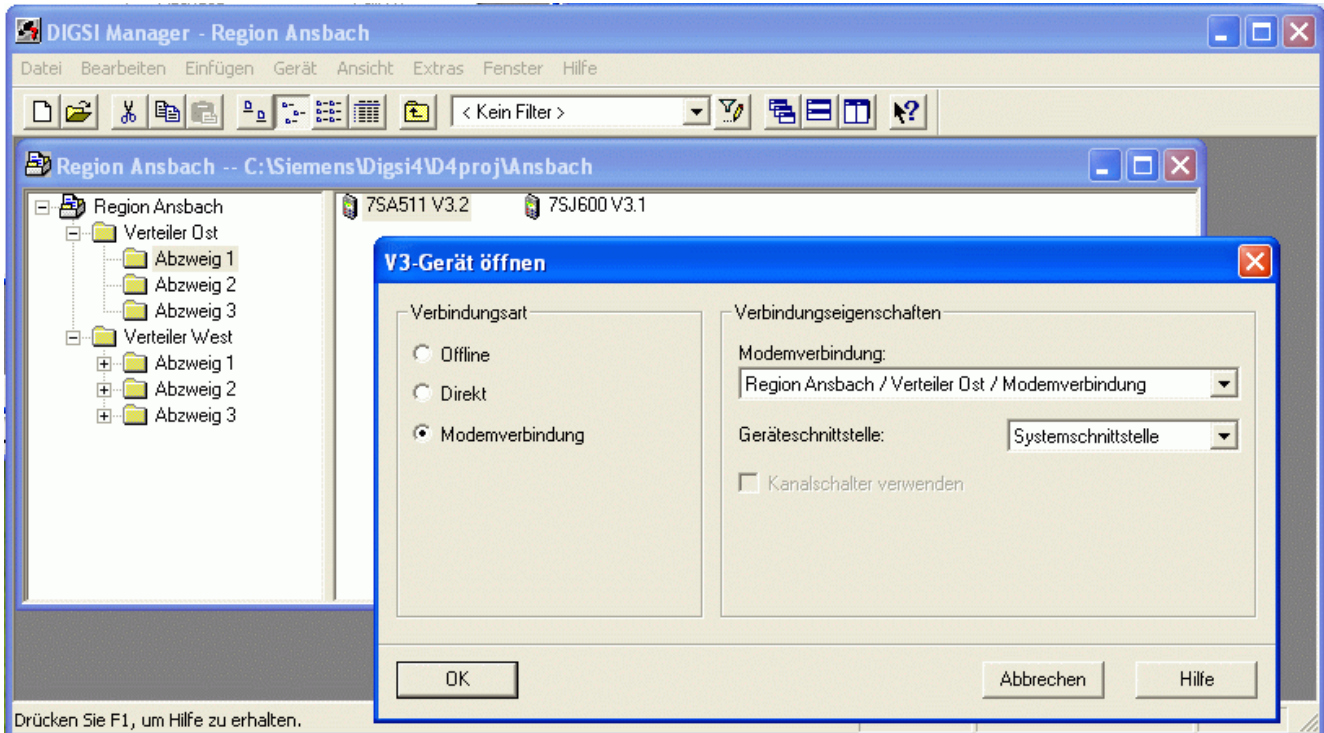 DIGSI Manager - Region Ansbach
Datei Bearbeiten Einfügen Gerät Ansicht Extras Fenster Hilfe
< Kein Filter >
Region Ansbach -- C:\Siemens\Digsi4\D4proj\Ansbach
Region Ansbach
Verteiler Ost
Abzweig 1
Abzweig 2
Abzweig 3
Verteiler West
Abzweig 1
Abzweig 2
Abzweig 3
7SA511 V3.2 7SJ600 V3.1
V3-Gerät öffnen
Verbindungsart
Offline
Direkt
Modemverbindung
Verbindungseigenschaften
Modemverbindung:
Region Ansbach / Verteiler Ost / Modemverbindung
Geräteschnittstelle: Systemschnittstelle
Kanalschalter verwenden
OK Abbrechen Hilfe
Drücken Sie F1, um Hilfe zu erhalten.